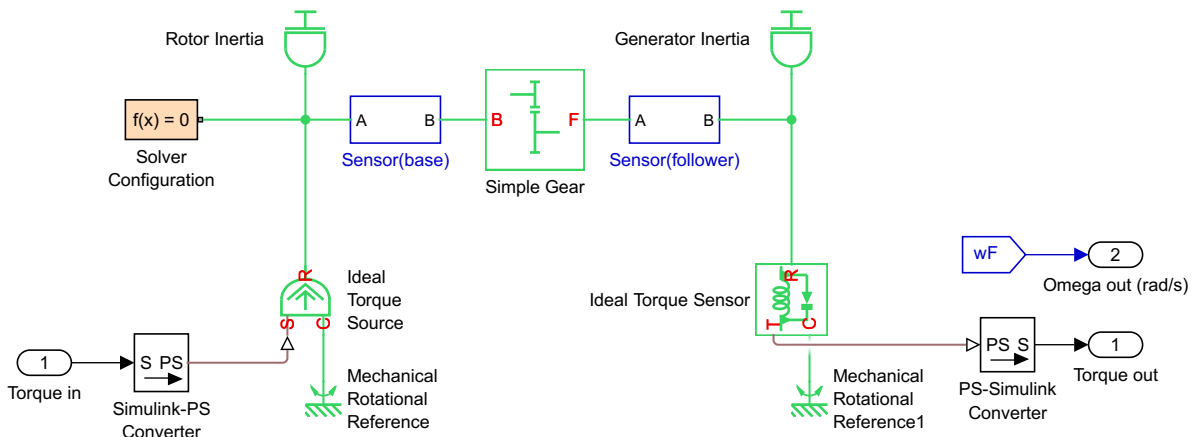 Rotor Inertia
Generator Inertia
f(x) = 0
A
B
B
F
A
B
Solver
Configuration
Sensor(base)
Simple Gear
Sensor(follower)
R
S
C
Ideal
Torque
Source
Ideal Torque Sensor
R
T
C
wF
2
Omega out (rad/s)
1
Torque in
S PS
Simulink-PS
Converter
Mechanical
Rotational
Reference
Mechanical
Rotational
Reference1
PS S
PS-Simulink
Converter
1
Torque out